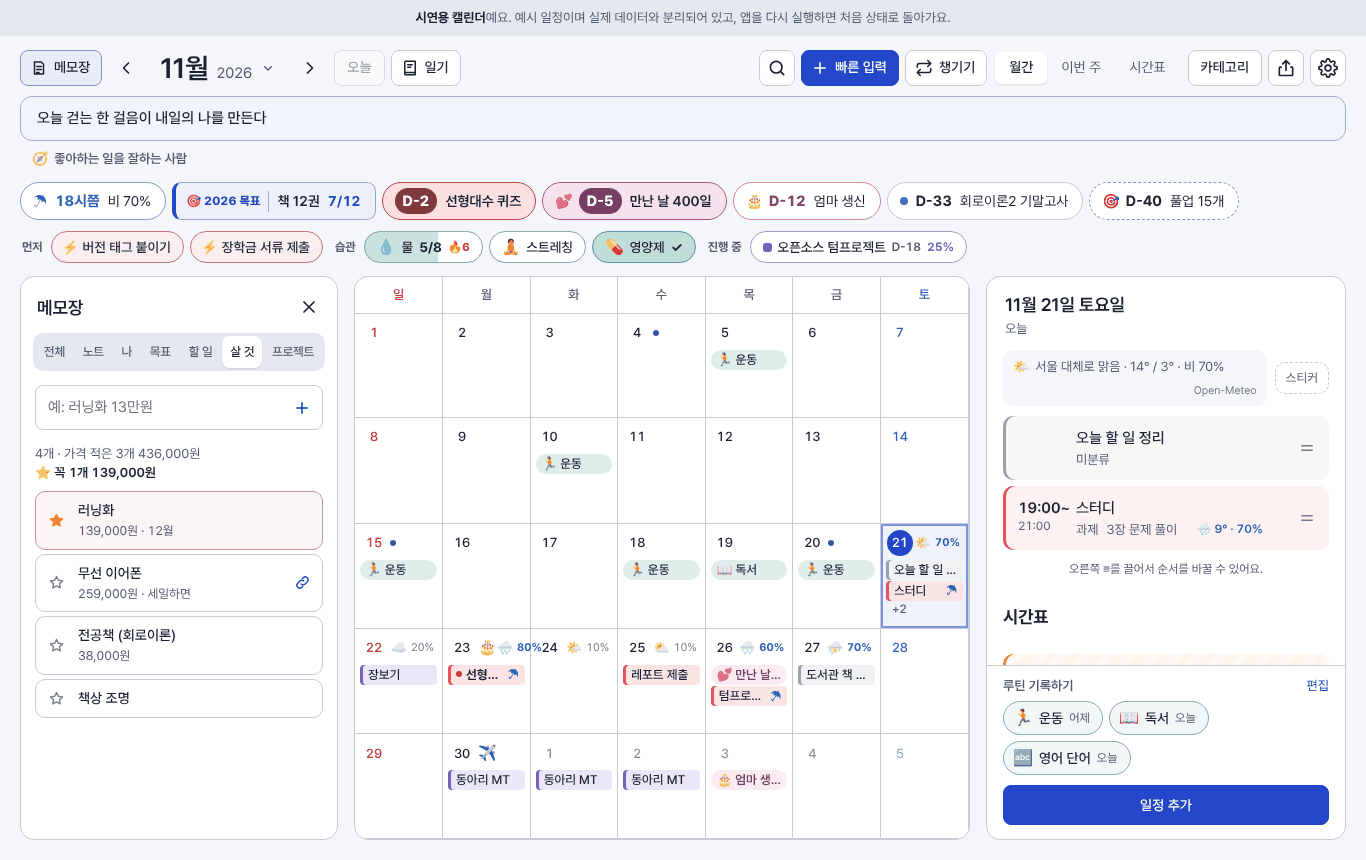 시연용 캘린더예요. 예시 일정이며 실제 데이터와 분리되어 있고, 앱을 다시 실행하면 처음 상태로 돌아가요.
메모장 11월 2026 오늘 일기 빠른 입력 챙기기 월간 이번 주 시간표 카테고리
오늘 걷는 한 걸음이 내일의 나를 만든다
🧭 좋아하는 일을 잘하는 사람
18시쯤 비 70% 🎯 2026 목표 책 12권 7/12 D-2 선형대수 퀴즈 💕 D-5 만난 날 400일 🎂 D-12 엄마 생신 D-33 회로이론2 기말고사 🎯 D-40 풀업 15개
먼저 ⚡ 버전 태그 붙이기 ⚡ 장학금 서류 제출 습관 💧 물 5/8 🔥6 🧘 스트레칭 💊 영양제 ✓ 진행 중 오픈소스 텀프로젝트 D-18 25%
메모장
전체 노트 나 목표 할 일 살 것 프로젝트
예: 러닝화 13만원
4개 · 가격 적은 3개 436,000원
⭐ 꼭 1개 139,000원
러닝화
139,000원 · 12월
무선 이어폰
259,000원 · 세일하면
전공책 (회로이론)
38,000원
책상 조명
일 월 화 수 목 금 토
1 2 3 4 5 6 7
🏃 운동
8 9 10 11 12 13 14
🏃 운동
15 16 17 18 19 20 21 🌤️ 70%
🏃 운동 🏃 운동 📖 독서 🏃 운동 오늘 할 일 ...
스터디
+2
22 ☁️ 20% 23 🎂 🌧️ 80% 24 🌤️ 10% 25 ⛅ 10% 26 🌧️ 60% 27 70% 28
장보기 선형... 레포트 제출 💕 만난 날... 도서관 책 ...
텀프로...
29 30 ✈️ 1 2 3 4 5
동아리 MT 동아리 MT 동아리 MT 🎂 엄마 생...
11월 21일 토요일
오늘
🌤️ 서울 대체로 맑음 · 14° / 3° · 비 70%
Open-Meteo
스티커
오늘 할 일 정리
미분류
19:00~ 스터디
21:00 과제 3장 문제 풀이 🌧️ 9° · 70%
오른쪽 ≡를 끌어서 순서를 바꿀 수 있어요.
시간표
루틴 기록하기 편집
🏃 운동 어제 📖 독서 오늘
🔤 영어 단어 오늘
일정 추가